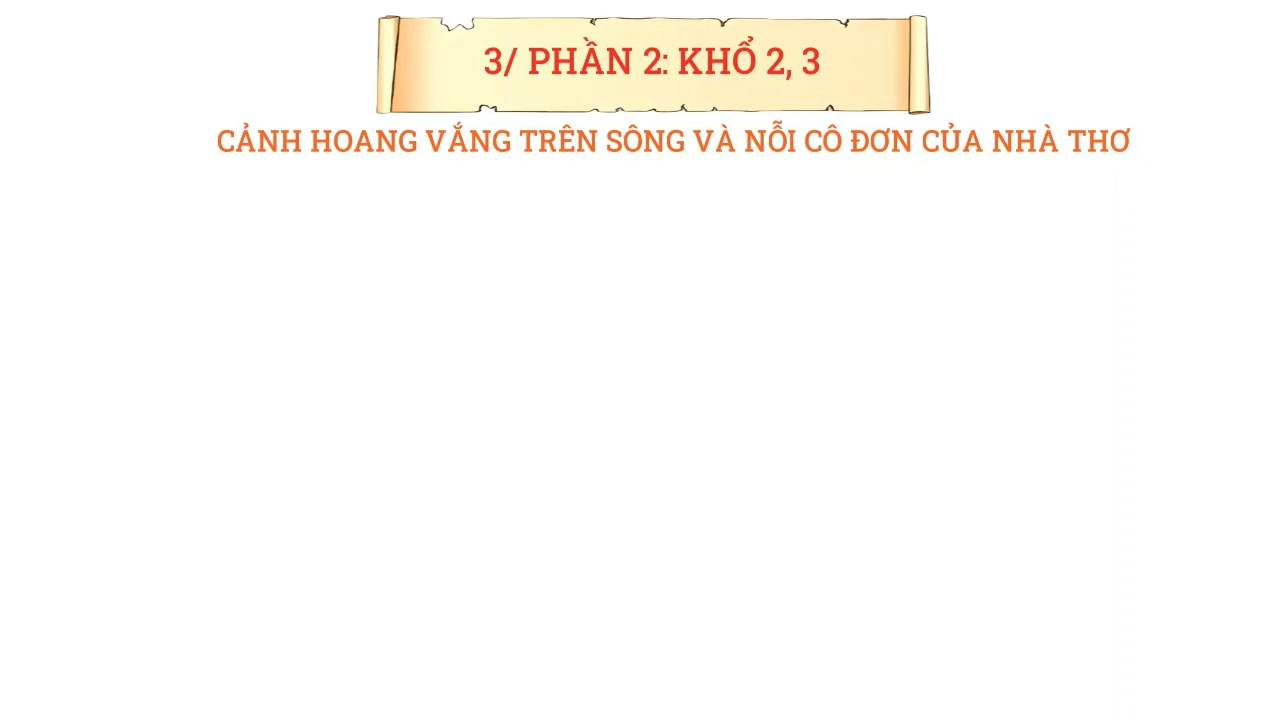 3/ PHẦN 2: KHỔ 2, 3
CẢNH HOANG VẮNG TRÊN SÔNG VÀ NỖI CÔ ĐƠN CỦA NHÀ THƠ